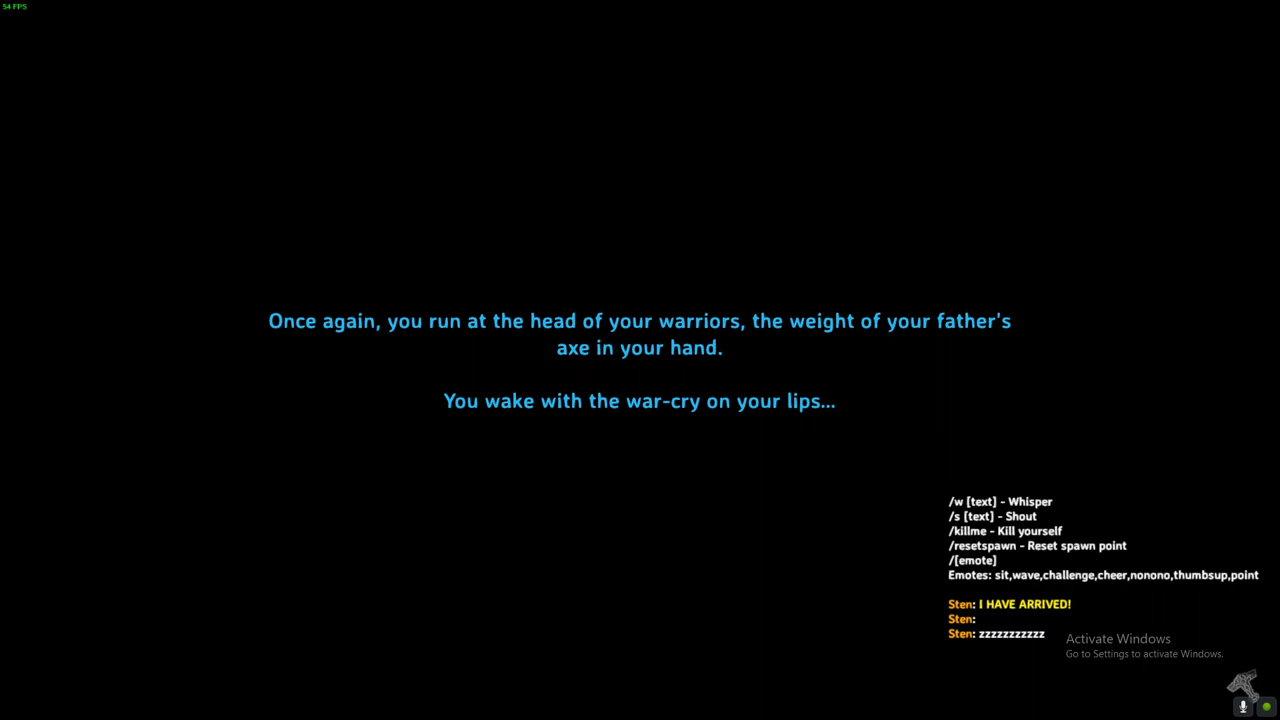 54 FPS
Once again, you run at the head of your warriors, the weight of your father's
axe in your hand.
You wake with the war-cry on your lips...
/w [text] - Whisper
/s [text] - Shout
/killme - Kill yourself
/resetspawn - Reset spawn point
/[emote]
Emotes: sit,wave,challenge,cheer,nonono,thumbsup,point
Sten: I HAVE ARRIVED!
Sten:
Sten: zzzzzzzzzzz
Activate Windows
Go to Settings to activate Windows.